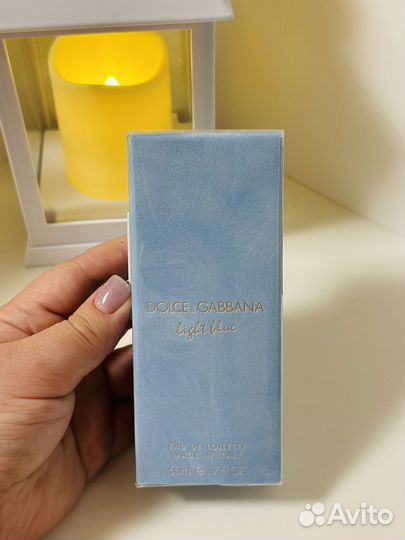 DOLCE & GABBANA
light blue
EAU DE TOILETTE
MADE IN ITALY
50ml e 1.7 FL.OZ.
Avito